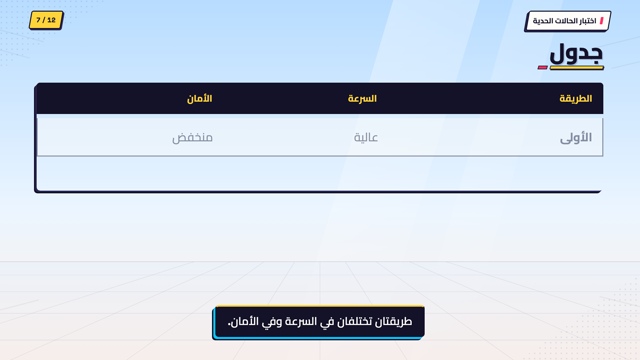 اختبار الحالات الحدية
7 / 12
جدول
الطريقة السرعة الأمان
الأولى عالية منخفض
طريقتان تختلفان في السرعة وفي الأمان.